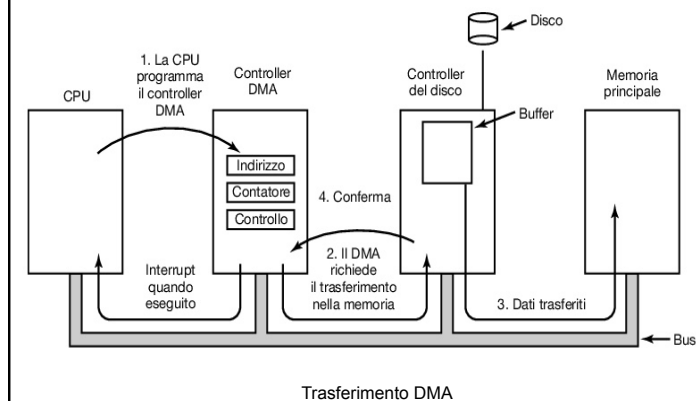 Disco
1. La CPU
programma
il controller
DMA
CPU
Controller
DMA
Controller
del disco
Memoria
principale
Buffer
Indirizzo
Contatore
Controllo
4. Conferma
Interrupt
quando
eseguito
2. Il DMA
richiede
il trasferimento
nella memoria
3. Dati trasferiti
Bus
Trasferimento DMA